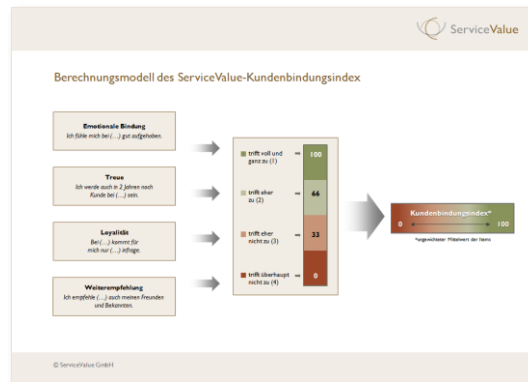 ServiceValue
Berechnungsmodell des ServiceValue-Kundenbindungsindex
Emotionale Bindung
Ich fühle mich bei (…) gut aufgehoben.
Treue
Ich werde auch in 2 Jahren noch
Kunde bei (…) sein.
Loyalität
Bei (…) kommt für
mich nur (…) infrage.
Weiterempfehlung
Ich empfehle (…) auch meinen Freunden
und Bekannten.
trifft voll und
ganz zu (1)
100
trifft eher
zu (2)
66
trifft eher
nicht zu (3)
33
trifft überhaupt
nicht zu (4)
0
Kundenbindungsindex*
0
100
*ungewichteter Mittelwert der Items
© ServiceValue GmbH